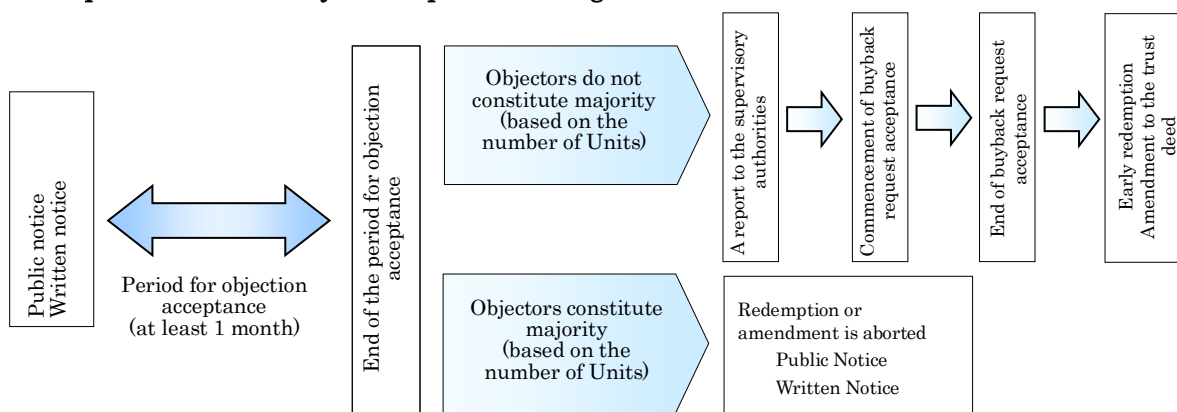 Public notice
Written notice
Period for objection
acceptance
(at least 1 month)
End of the period for objection
acceptance
Objectors do not
constitute majority
(based on the
number of Units)
A report to the supervisory
authorities
Commencement of buyback
request acceptance
End of buyback request
acceptance
Early redemption
Amendment to the trust
deed
Objectors constitute
majority
(based on the
number of Units)
Redemption or
amendment is aborted
Public Notice
Written Notice